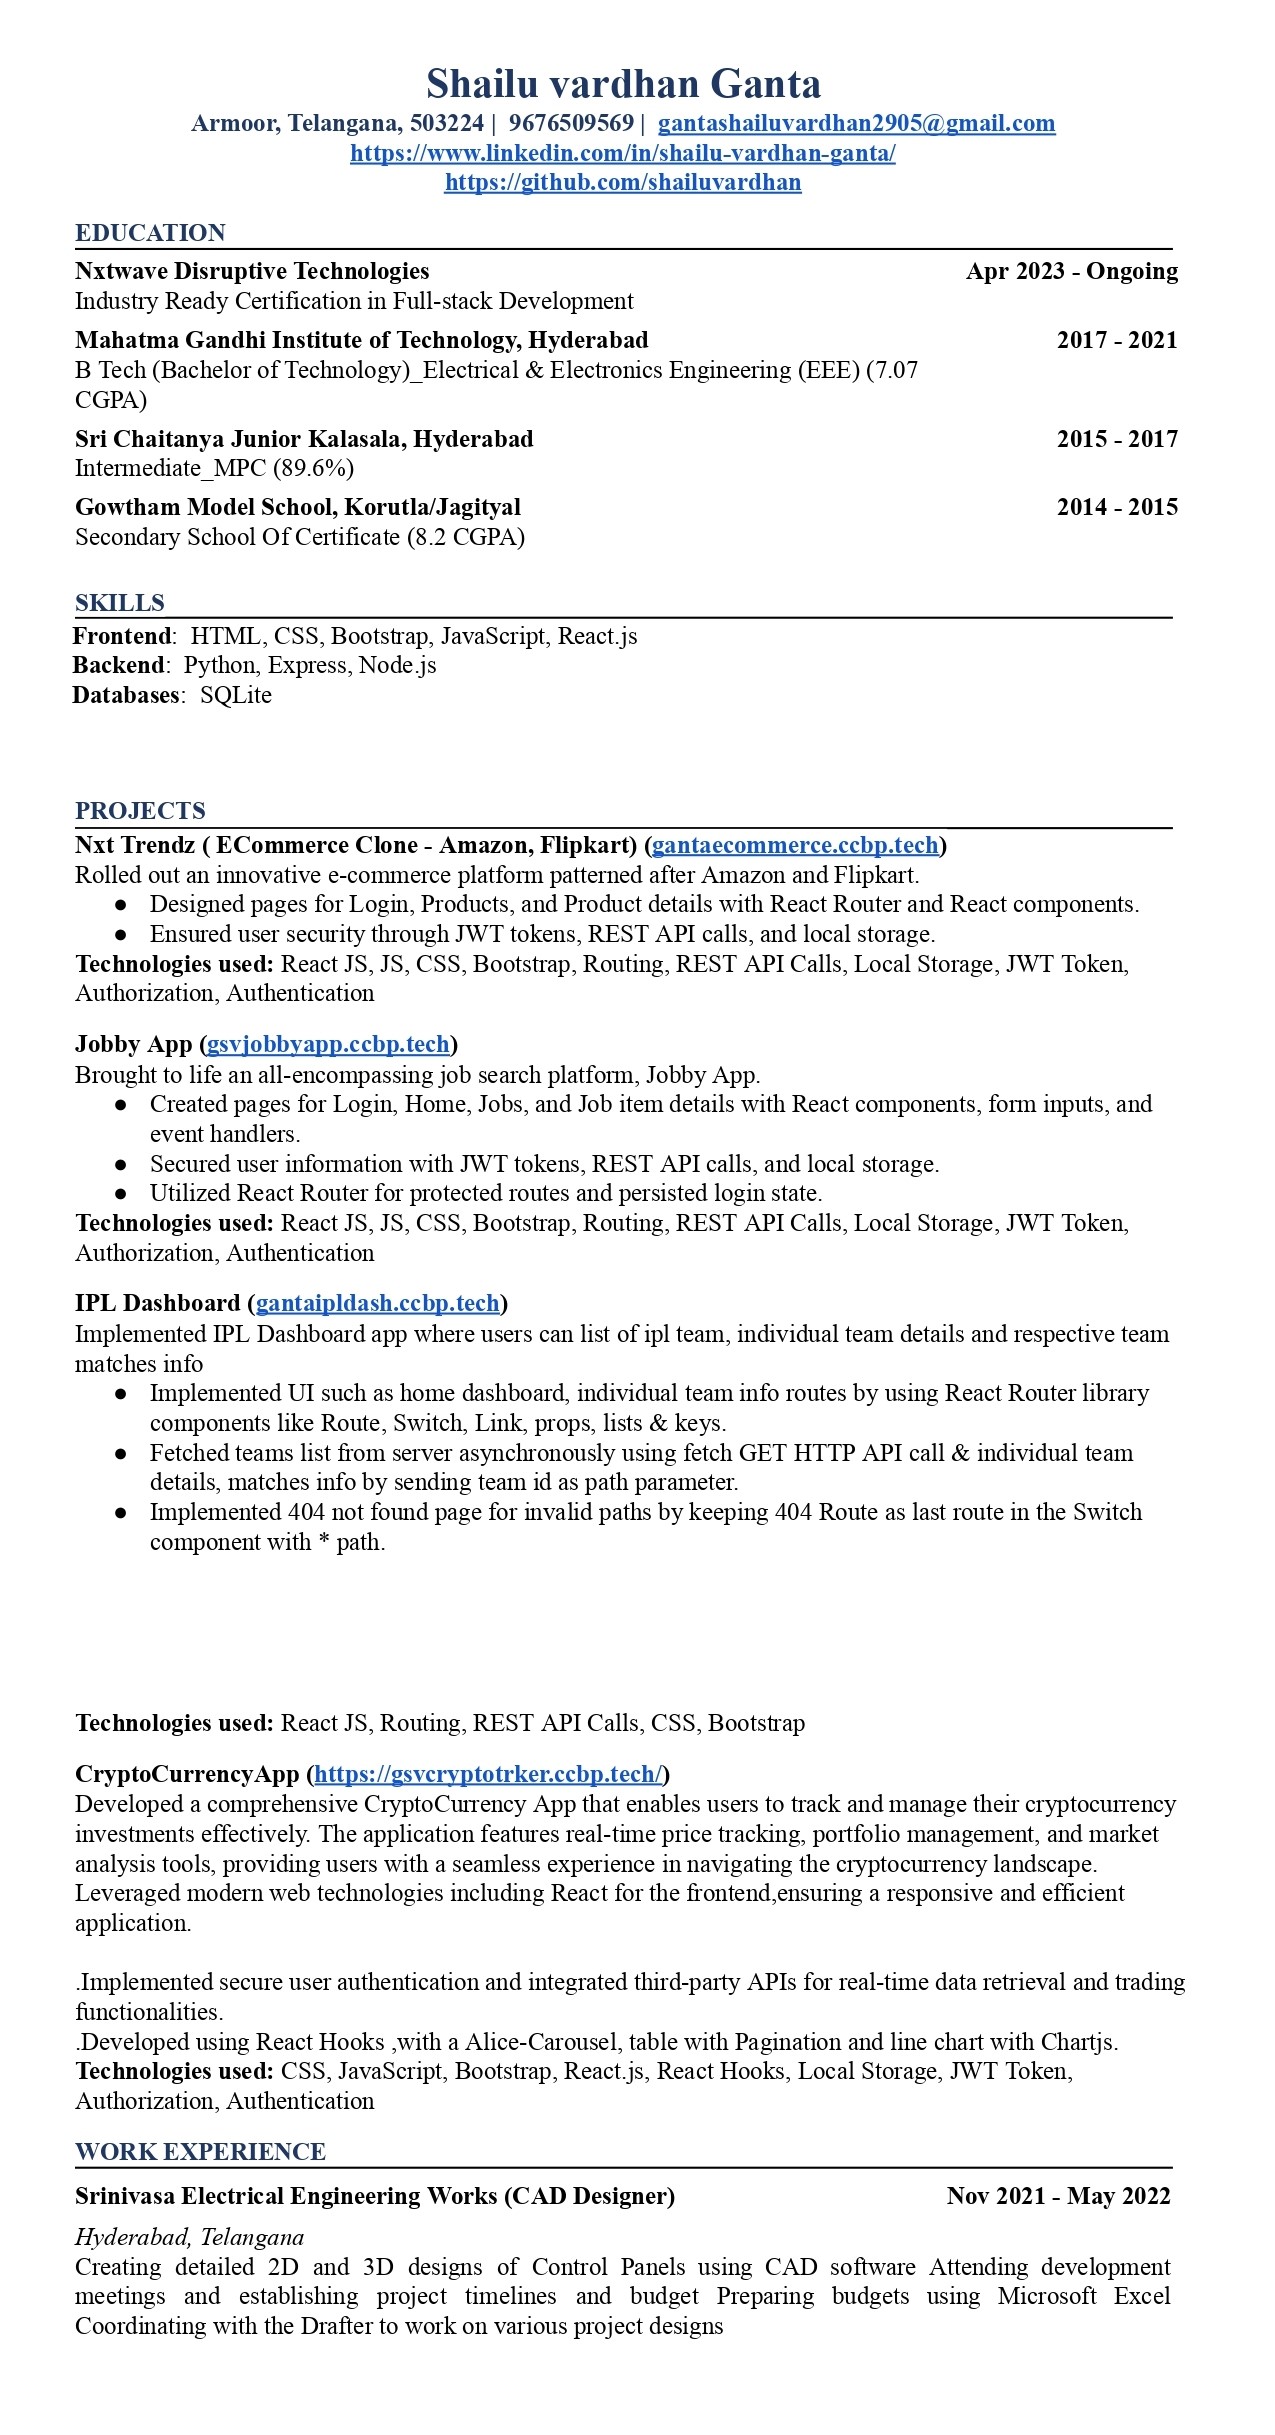 Shailu vardhan Ganta
Armoor, Telangana, 503224 | 9676509569 | gantashailuvardhan2905@gmail.com
https://www.linkedin.com/in/shailu-vardhan-ganta/
https://github.com/shailuvardhan
EDUCATION
Nxtwave Disruptive Technologies Apr 2023 - Ongoing
Industry Ready Certification in Full-stack Development
Mahatma Gandhi Institute of Technology, Hyderabad 2017 - 2021
B Tech (Bachelor of Technology)_Electrical & Electronics Engineering (EEE) (7.07
CGPA)
Sri Chaitanya Junior Kalasala, Hyderabad 2015 - 2017
Intermediate_MPC (89.6%)
Gowtham Model School, Korutla/Jagityal 2014 - 2015
Secondary School Of Certificate (8.2 CGPA)
SKILLS
Frontend: HTML, CSS, Bootstrap, JavaScript, React.js
Backend: Python, Express, Node.js
Databases: SQLite
PROJECTS
Nxt Trendz ( ECommerce Clone - Amazon, Flipkart) (gantaecommerce.ccbp.tech)
Rolled out an innovative e-commerce platform patterned after Amazon and Flipkart.
● Designed pages for Login, Products, and Product details with React Router and React components.
● Ensured user security through JWT tokens, REST API calls, and local storage.
Technologies used: React JS, JS, CSS, Bootstrap, Routing, REST API Calls, Local Storage, JWT Token,
Authorization, Authentication
Jobby App (gsvjobbyapp.ccbp.tech)
Brought to life an all-encompassing job search platform, Jobby App.
● Created pages for Login, Home, Jobs, and Job item details with React components, form inputs, and
event handlers.
● Secured user information with JWT tokens, REST API calls, and local storage.
● Utilized React Router for protected routes and persisted login state.
Technologies used: React JS, JS, CSS, Bootstrap, Routing, REST API Calls, Local Storage, JWT Token,
Authorization, Authentication
IPL Dashboard (gantaipldash.ccbp.tech)
Implemented IPL Dashboard app where users can list of ipl team, individual team details and respective team
matches info
● Implemented UI such as home dashboard, individual team info routes by using React Router library
components like Route, Switch, Link, props, lists & keys.
● Fetched teams list from server asynchronously using fetch GET HTTP API call & individual team
details, matches info by sending team id as path parameter.
● Implemented 404 not found page for invalid paths by keeping 404 Route as last route in the Switch
component with * path.
Technologies used: React JS, Routing, REST API Calls, CSS, Bootstrap
CryptoCurrencyApp (https://gsvcryptotrker.ccbp.tech/)
Developed a comprehensive CryptoCurrency App that enables users to track and manage their cryptocurrency
investments effectively. The application features real-time price tracking, portfolio management, and market
analysis tools, providing users with a seamless experience in navigating the cryptocurrency landscape.
Leveraged modern web technologies including React for the frontend,ensuring a responsive and efficient
application.
.Implemented secure user authentication and integrated third-party APIs for real-time data retrieval and trading
functionalities.
.Developed using React Hooks ,with a Alice-Carousel, table with Pagination and line chart with Chartjs.
Technologies used: CSS, JavaScript, Bootstrap, React.js, React Hooks, Local Storage, JWT Token,
Authorization, Authentication
WORK EXPERIENCE
Srinivasa Electrical Engineering Works (CAD Designer) Nov 2021 - May 2022
Hyderabad, Telangana
Creating detailed 2D and 3D designs of Control Panels using CAD software Attending development
meetings and establishing project timelines and budget Preparing budgets using Microsoft Excel
Coordinating with the Drafter to work on various project designs